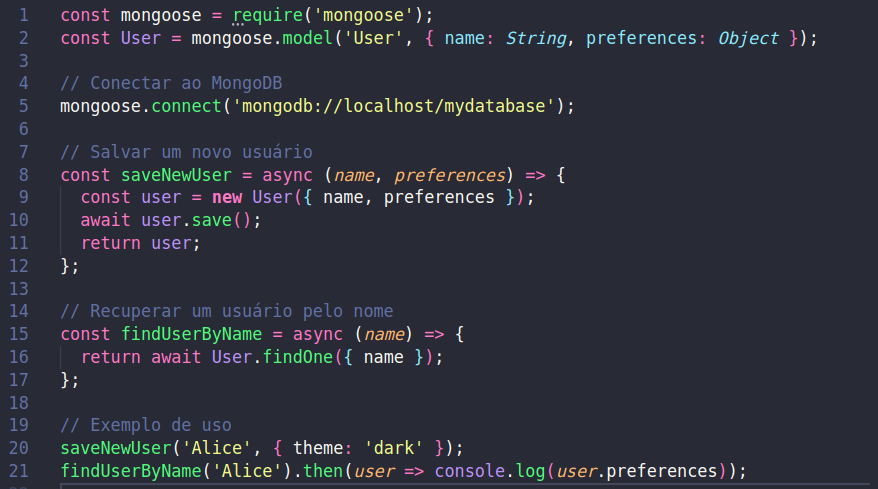 1 const mongoose = require('mongoose');
2 const User = mongoose.model('User', { name: String, preferences: Object });
3
4 // Conectar ao MongoDB
5 mongoose.connect('mongodb://localhost/mydatabase');
6
7 // Salvar um novo usuário
8 const saveNewUser = async (name, preferences) => {
9   const user = new User({ name, preferences });
10   await user.save();
11   return user;
12 };
13
14 // Recuperar um usuário pelo nome
15 const findUserByName = async (name) => {
16   return await User.findOne({ name });
17 };
18
19 // Exemplo de uso
20 saveNewUser('Alice', { theme: 'dark' });
21 findUserByName('Alice').then(user => console.log(user.preferences));